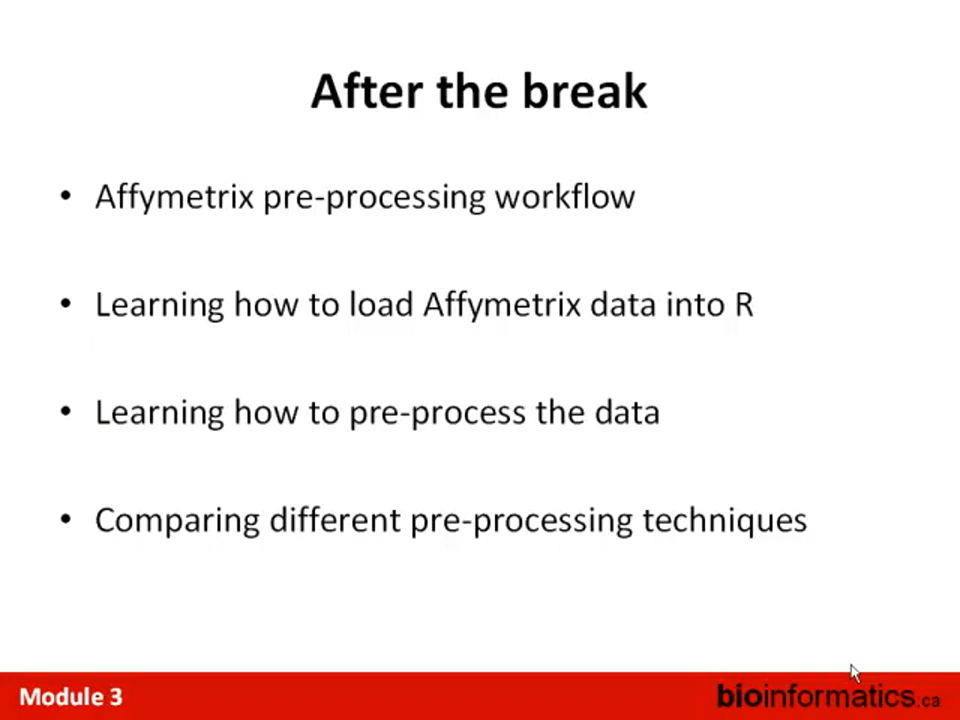 After the break
• Affymetrix pre-processing workflow
• Learning how to load Affymetrix data into R
• Learning how to pre-process the data
• Comparing different pre-processing techniques
Module 3
bioinformatics.ca